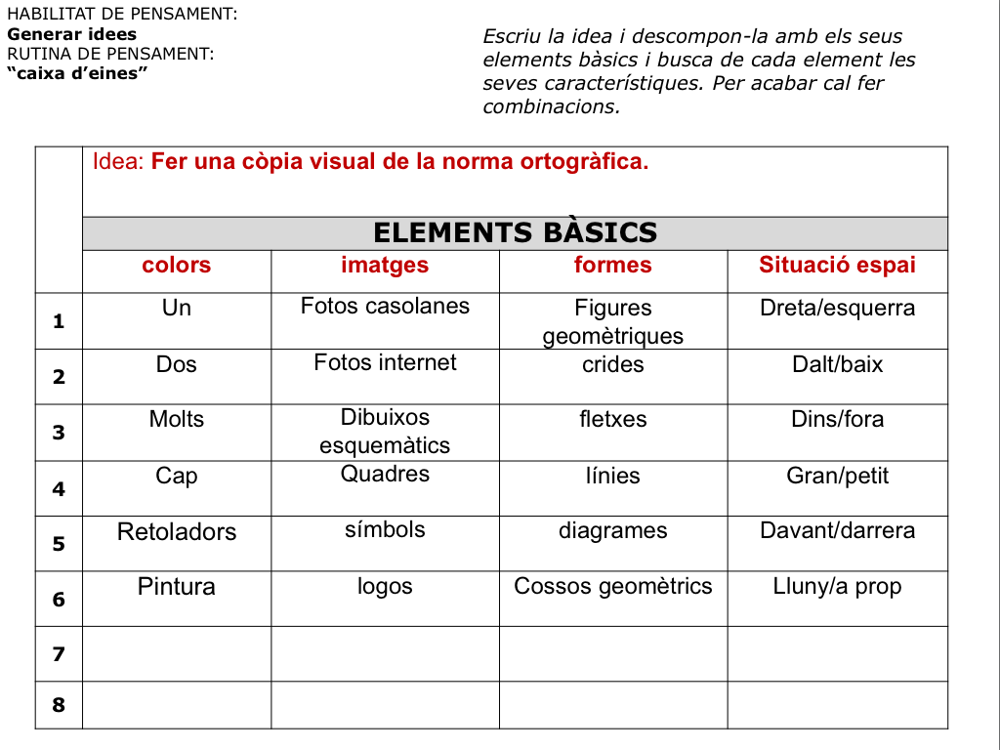 HABILITAT DE PENSAMENT:
Generar idees
RUTINA DE PENSAMENT:
“caixa d’eines”
Escriu la idea i descompon-la amb els seus
elements bàsics i busca de cada element les
seves característiques. Per acabar cal fer
combinacions.
Idea: Fer una còpia visual de la norma ortogràfica.
ELEMENTS BÀSICS
colors imatges formes Situació espai
1 Un Fotos casolanes Figures geomètriques Dreta/esquerra
2 Dos Fotos internet crides Dalt/baix
3 Molts Dibuixos esquemàtics fletxes Dins/fora
4 Cap Quadres línies Gran/petit
5 Retoladors símbols diagrames Davant/darrera
6 Pintura logos Cossos geomètrics Lluny/a prop
7
8